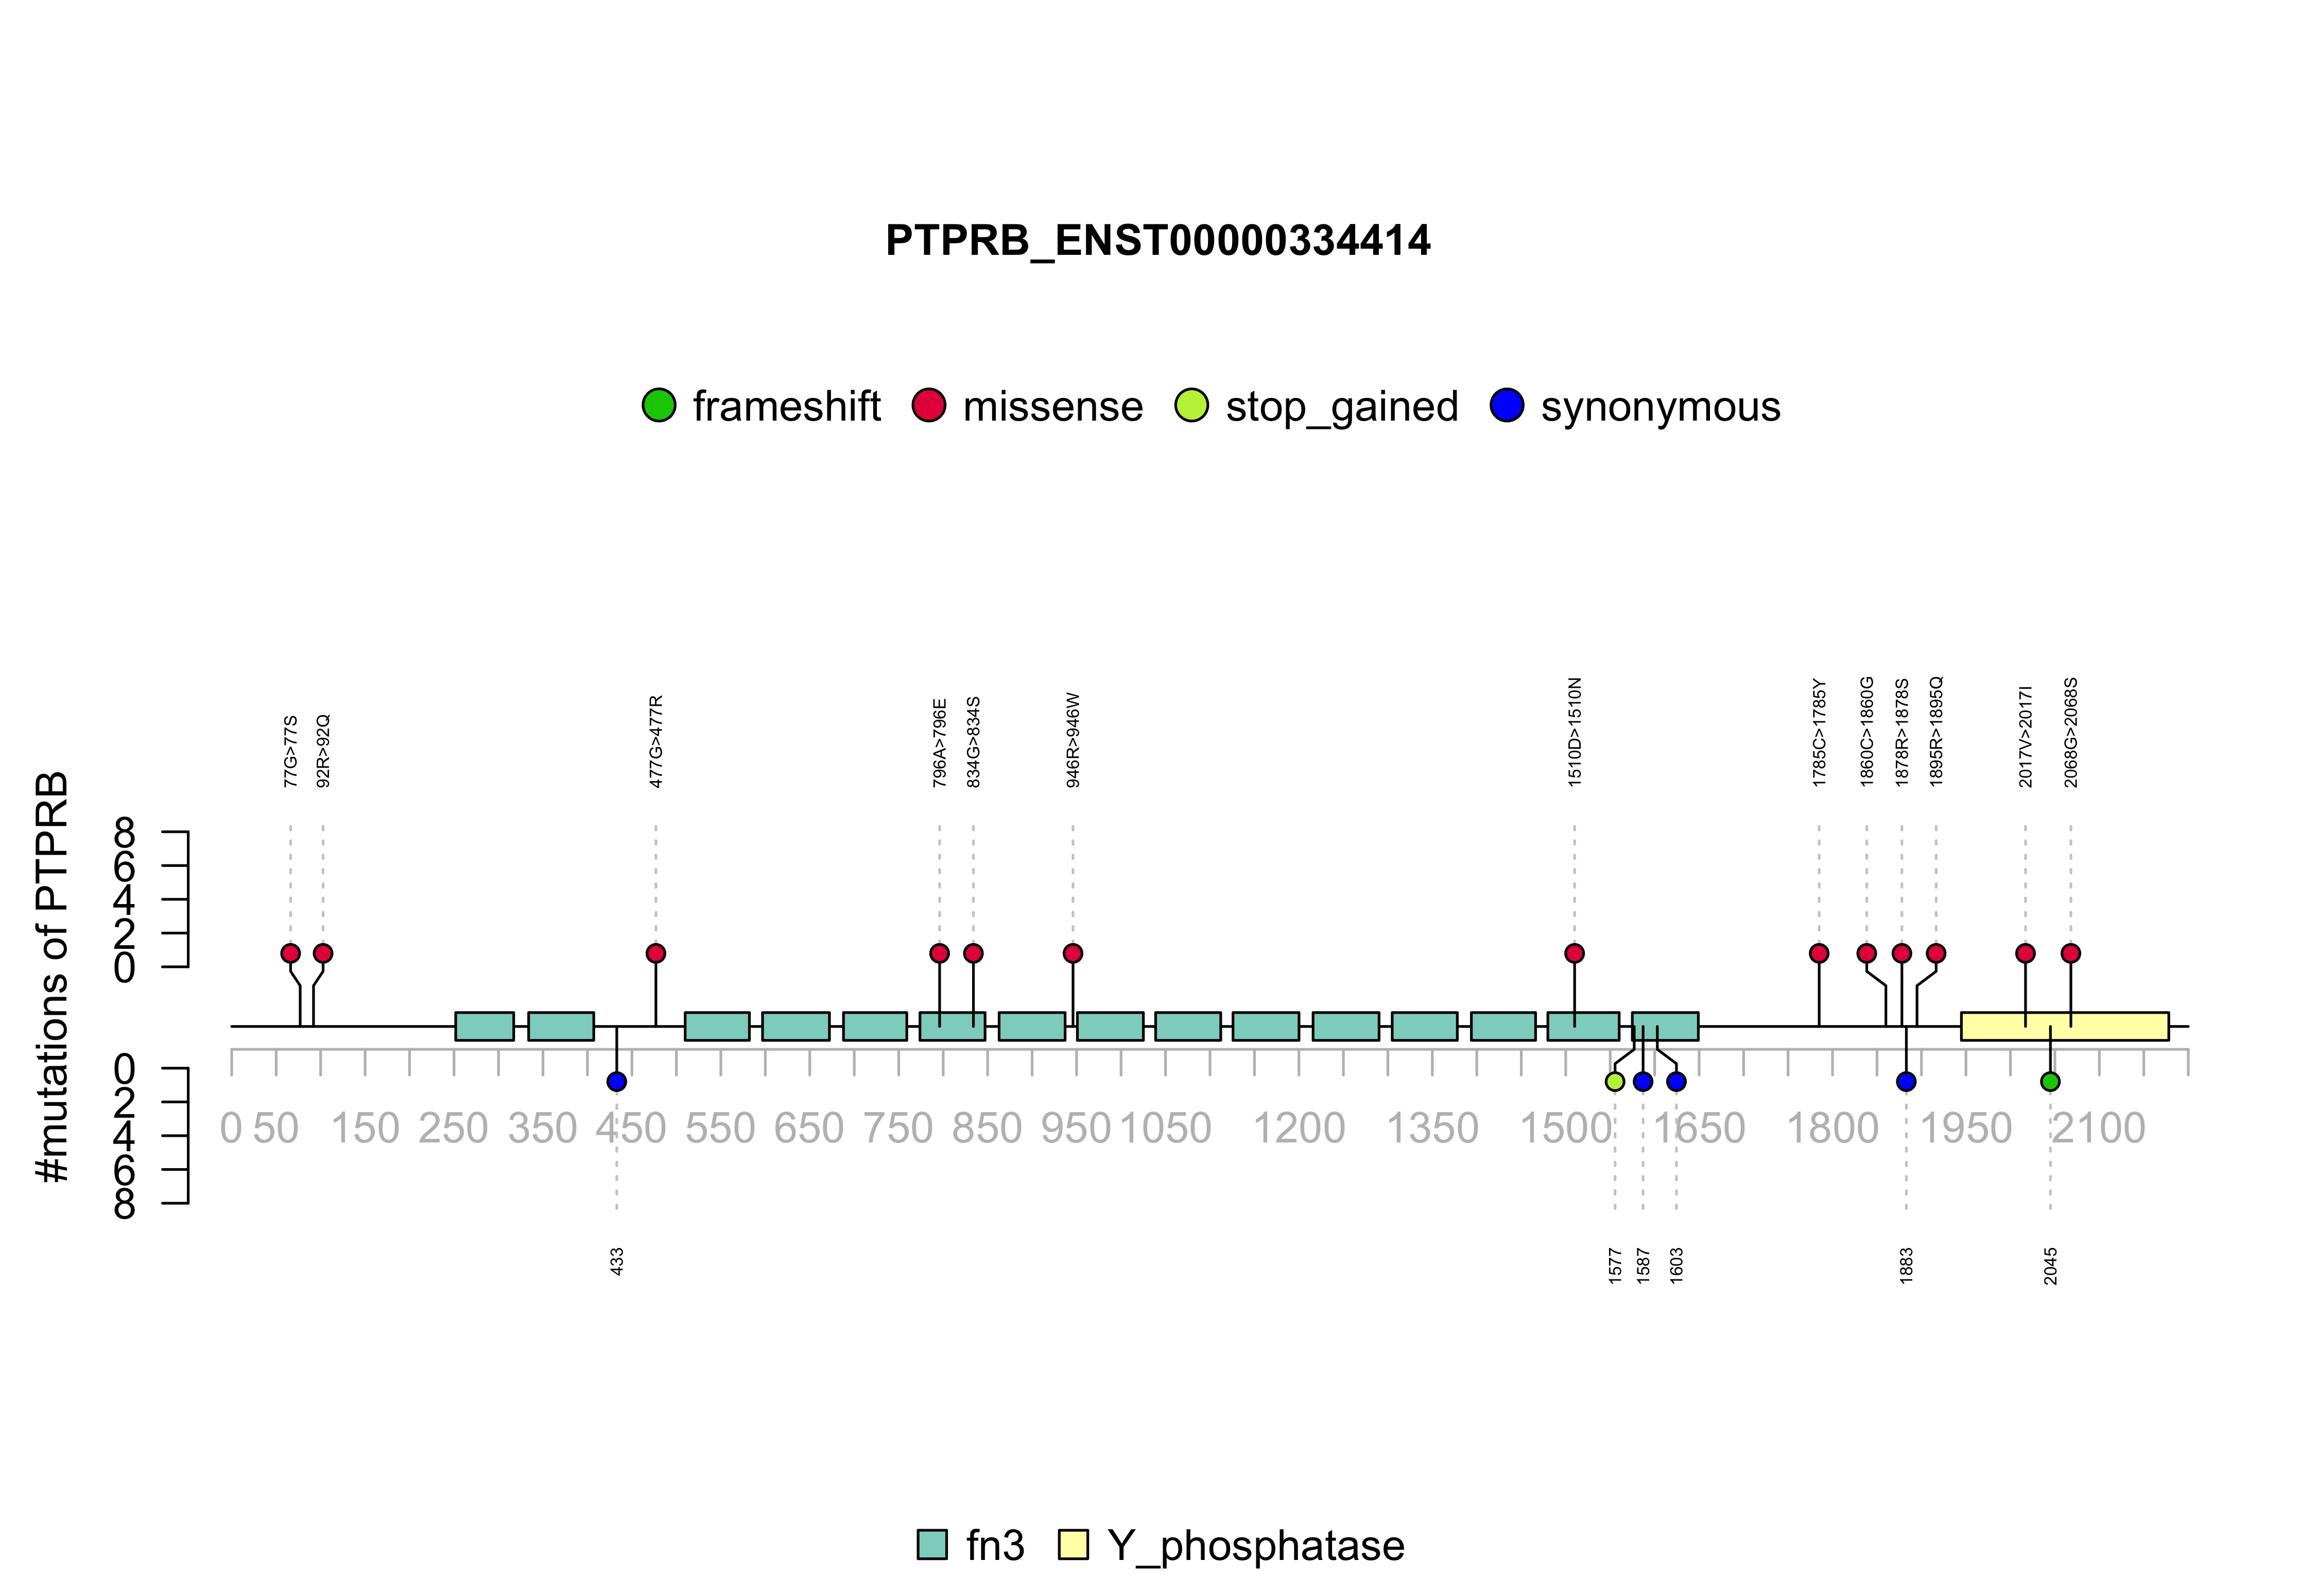 PTPRB_ENST00000334414
frameshift missense stop_gained synonymous
77G>77S 92R>92Q 477G>477R 796A>796E 834G>834S 946R>946W 1510D>1510N 1785C>1785Y 1860C>1860G 1878R>1878S 1895R>1895Q 2017V>2017I 2068G>2068S
#mutations of PTPRB
8
6
4
2
0
0
2
4
6
8
0 50 150 250 350 450 550 650 750 850 950 1050 1200 1350 1500 1650 1800 1950 2100
433 1577 1587 1603 1883 2045
fn3 Y_phosphatase